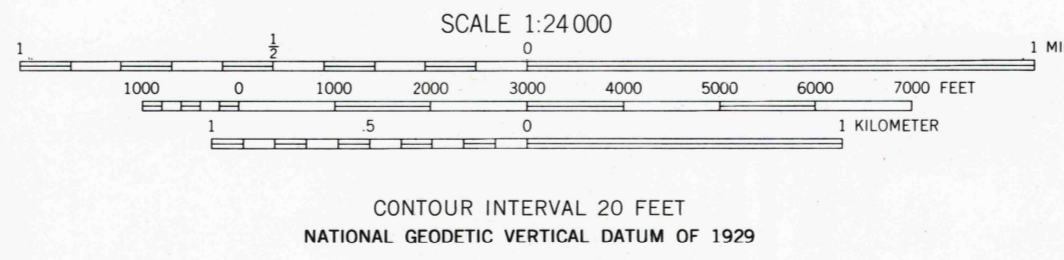 SCALE 1:24 000
1 ½ 0 1 MI
1000 0 1000 2000 3000 4000 5000 6000 7000 FEET
1 .5 0 1 KILOMETER
CONTOUR INTERVAL 20 FEET
NATIONAL GEODETIC VERTICAL DATUM OF 1929